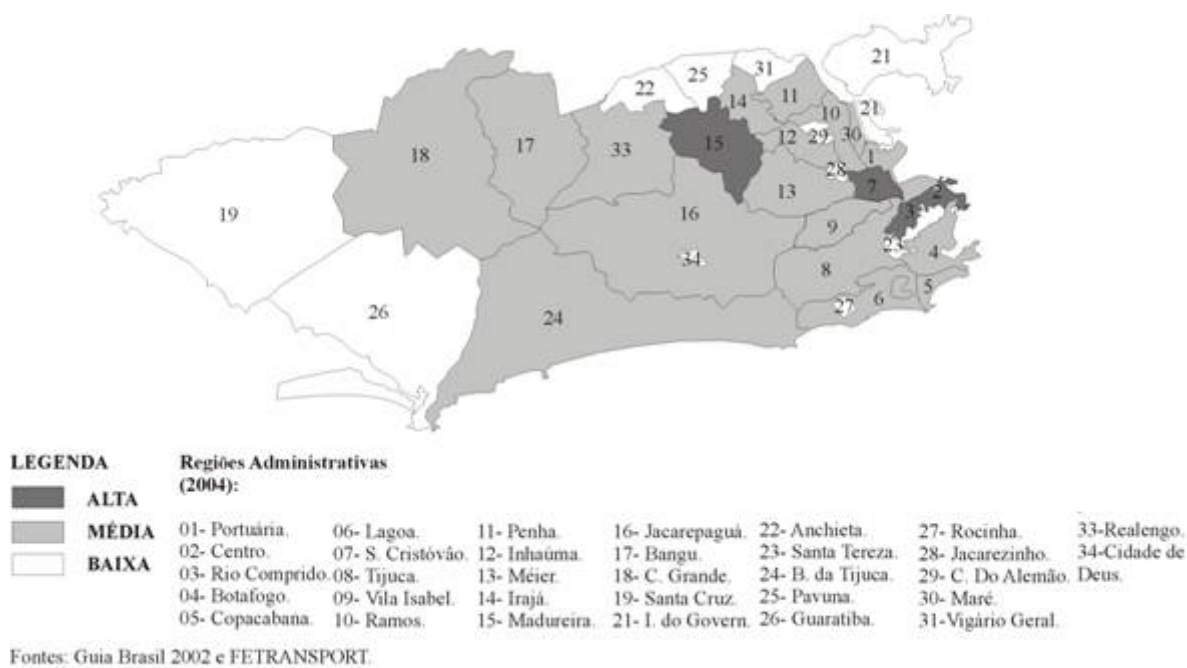 21
31
25
22
14
11
10
21
12
29
30
15
33
17
18
1
28
7
2
13
3
19
16
9
23
4
34
8
5
27
6
26
24
LEGENDA
ALTA
MÉDIA
BAIXA
Regiões Administrativas
(2004):
01- Portuária.
02- Centro.
03- Rio Comprido.
04- Botafogo.
05- Copacabana.
06- Lagoa.
07- S. Cristóvão.
08- Tijuca.
09- Vila Isabel.
10- Ramos.
11- Penha.
12- Inhaúma.
13- Méier.
14- Irajá.
15- Madureira.
16- Jacarepaguá.
17- Bangu.
18- C. Grande.
19- Santa Cruz.
21- I. do Govern.
22- Anchieta.
23- Santa Tereza.
24- B. da Tijuca.
25- Pavuna.
26- Guaratiba.
27- Rocinha.
28- Jacarezinho.
29- C. Do Alemão.
30- Maré.
31-Vigário Geral.
33-Realengo.
34-Cidade de
Deus.
Fontes: Guia Brasil 2002 e FETRANSPORT.